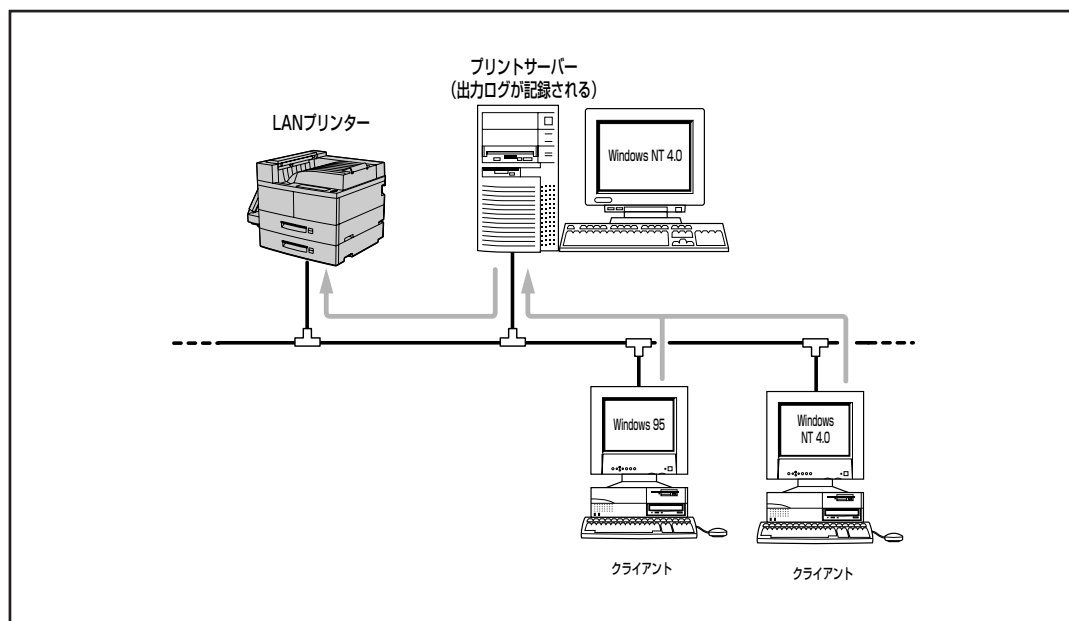 プリントサーバー
（出力ログが記録される）
LANプリンター
Windows NT 4.0
Windows 95
Windows
NT 4.0
クライアント
クライアント